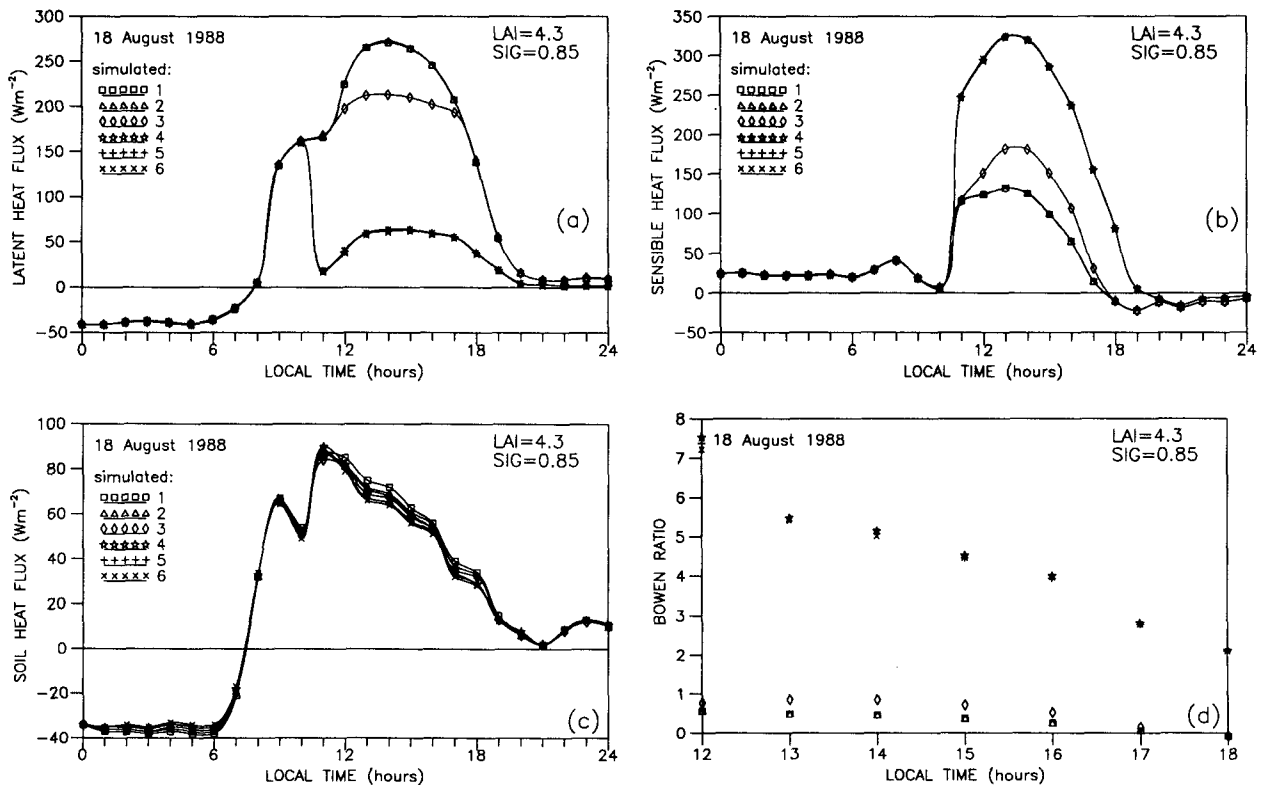 18 August 1988
LAI=4.3
SIG=0.85
simulated:
1
2
3
4
5
6
(a)
LATENT HEAT FLUX (Wm⁻²)
300
250
200
150
100
50
0
−50
0 6 12 18 24
LOCAL TIME (hours)
18 August 1988
LAI=4.3
SIG=0.85
simulated:
1
2
3
4
5
6
(b)
SENSIBLE HEAT FLUX (Wm⁻²)
350
300
250
200
150
100
50
0
−50
0 6 12 18 24
LOCAL TIME (hours)
18 August 1988
LAI=4.3
SIG=0.85
simulated:
1
2
3
4
5
6
(c)
SOIL HEAT FLUX (Wm⁻²)
100
80
60
40
20
0
−20
−40
0 6 12 18 24
LOCAL TIME (hours)
18 August 1988
LAI=4.3
SIG=0.85
(d)
BOWEN RATIO
8
7
6
5
4
3
2
1
0
12 13 14 15 16 17 18
LOCAL TIME (hours)